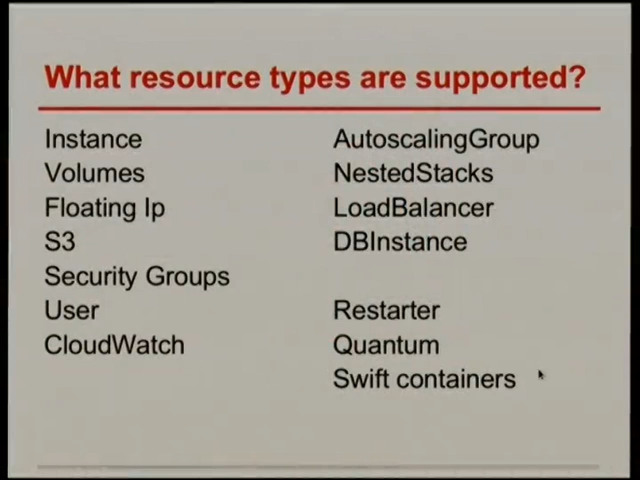 What resource types are supported?
Instance
Volumes
Floating Ip
S3
Security Groups
User
CloudWatch
AutoscalingGroup
NestedStacks
LoadBalancer
DBInstance
Restarter
Quantum
Swift containers